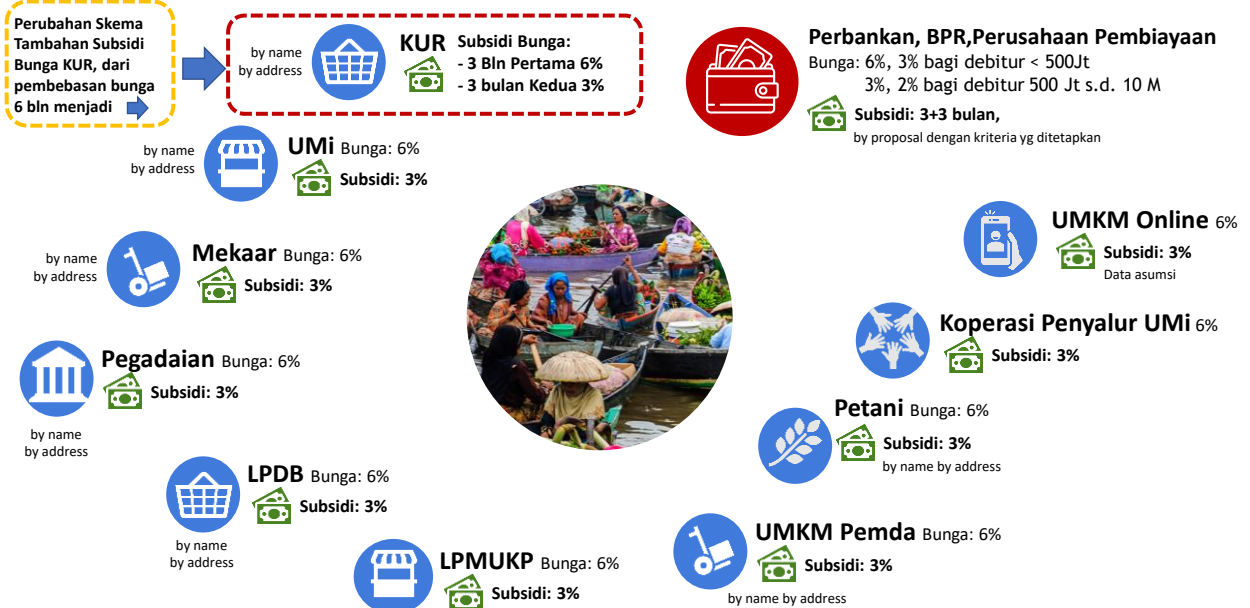 Perubahan Skema
Tambahan Subsidi
Bunga KUR, dari
pembebasan bunga
6 bln menjadi
by name
by address
KUR
Subsidi Bunga:
- 3 Bln Pertama 6%
- 3 bulan Kedua 3%
Perbankan, BPR,Perusahaan Pembiayaan
Bunga: 6%, 3% bagi debitur < 500Jt
3%, 2% bagi debitur 500 Jt s.d. 10 M
Subsidi: 3+3 bulan,
by proposal dengan kriteria yg ditetapkan
by name
by address
UMi Bunga: 6%
Subsidi: 3%
by name
by address
Mekaar Bunga: 6%
Subsidi: 3%
Pegadaian Bunga: 6%
Subsidi: 3%
by name
by address
LPDB Bunga: 6%
Subsidi: 3%
by name
by address
LPMUKP Bunga: 6%
Subsidi: 3%
UMKM Online 6%
Subsidi: 3%
Data asumsi
Koperasi Penyalur UMi 6%
Subsidi: 3%
Petani Bunga: 6%
Subsidi: 3%
by name by address
UMKM Pemda Bunga: 6%
Subsidi: 3%
by name by address